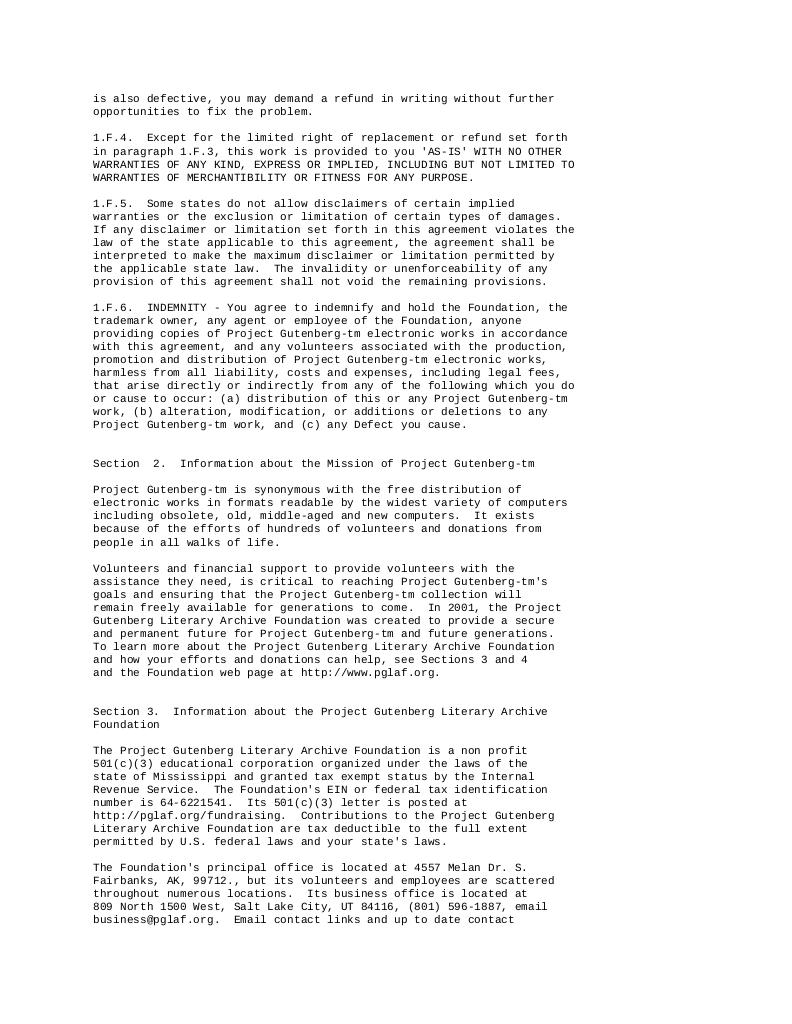 is also defective, you may demand a refund in writing without further
opportunities to fix the problem.
1.F.4.  Except for the limited right of replacement or refund set forth
in paragraph 1.F.3, this work is provided to you 'AS-IS' WITH NO OTHER
WARRANTIES OF ANY KIND, EXPRESS OR IMPLIED, INCLUDING BUT NOT LIMITED TO
WARRANTIES OF MERCHANTIBILITY OR FITNESS FOR ANY PURPOSE.
1.F.5.  Some states do not allow disclaimers of certain implied
warranties or the exclusion or limitation of certain types of damages.
If any disclaimer or limitation set forth in this agreement violates the
law of the state applicable to this agreement, the agreement shall be
interpreted to make the maximum disclaimer or limitation permitted by
the applicable state law.  The invalidity or unenforceability of any
provision of this agreement shall not void the remaining provisions.
1.F.6.  INDEMNITY - You agree to indemnify and hold the Foundation, the
trademark owner, any agent or employee of the Foundation, anyone
providing copies of Project Gutenberg-tm electronic works in accordance
with this agreement, and any volunteers associated with the production,
promotion and distribution of Project Gutenberg-tm electronic works,
harmless from all liability, costs and expenses, including legal fees,
that arise directly or indirectly from any of the following which you do
or cause to occur: (a) distribution of this or any Project Gutenberg-tm
work, (b) alteration, modification, or additions or deletions to any
Project Gutenberg-tm work, and (c) any Defect you cause.
Section  2.  Information about the Mission of Project Gutenberg-tm
Project Gutenberg-tm is synonymous with the free distribution of
electronic works in formats readable by the widest variety of computers
including obsolete, old, middle-aged and new computers.  It exists
because of the efforts of hundreds of volunteers and donations from
people in all walks of life.
Volunteers and financial support to provide volunteers with the
assistance they need, is critical to reaching Project Gutenberg-tm's
goals and ensuring that the Project Gutenberg-tm collection will
remain freely available for generations to come.  In 2001, the Project
Gutenberg Literary Archive Foundation was created to provide a secure
and permanent future for Project Gutenberg-tm and future generations.
To learn more about the Project Gutenberg Literary Archive Foundation
and how your efforts and donations can help, see Sections 3 and 4
and the Foundation web page at http://www.pglaf.org.
Section 3.  Information about the Project Gutenberg Literary Archive
Foundation
The Project Gutenberg Literary Archive Foundation is a non profit
501(c)(3) educational corporation organized under the laws of the
state of Mississippi and granted tax exempt status by the Internal
Revenue Service.  The Foundation's EIN or federal tax identification
number is 64-6221541.  Its 501(c)(3) letter is posted at
http://pglaf.org/fundraising.  Contributions to the Project Gutenberg
Literary Archive Foundation are tax deductible to the full extent
permitted by U.S. federal laws and your state's laws.
The Foundation's principal office is located at 4557 Melan Dr. S.
Fairbanks, AK, 99712., but its volunteers and employees are scattered
throughout numerous locations.  Its business office is located at
809 North 1500 West, Salt Lake City, UT 84116, (801) 596-1887, email
business@pglaf.org.  Email contact links and up to date contact